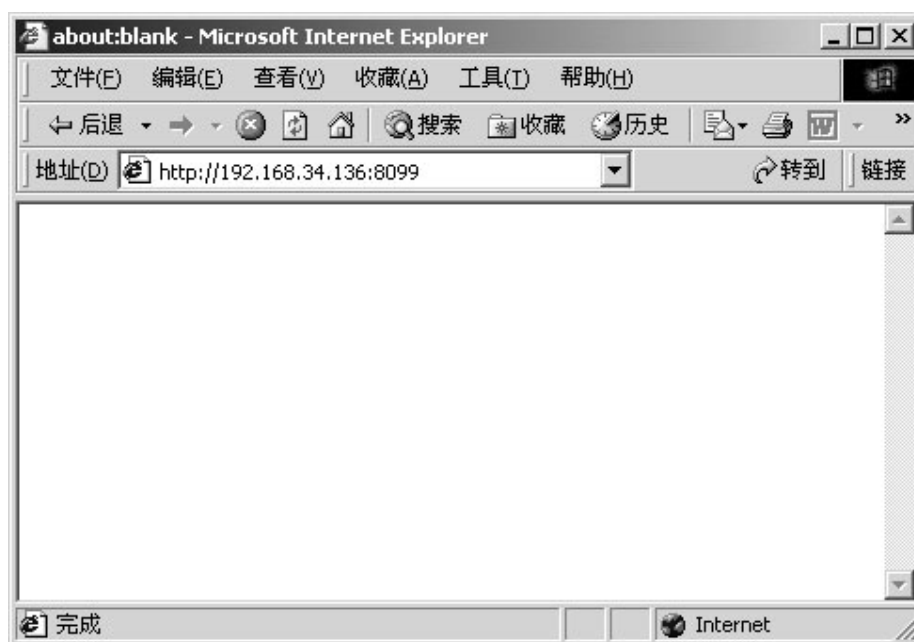 about:blank - Microsoft Internet Explorer
文件(F) 编辑(E) 查看(V) 收藏(A) 工具(T) 帮助(H)
后退 搜索 收藏 历史 W »
地址(D) http://192.168.34.136:8099 转到 链接
完成 Internet